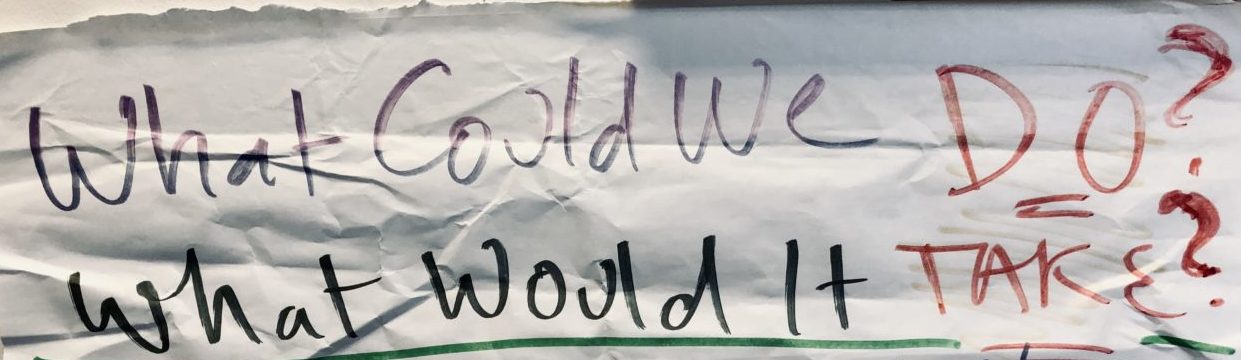 What Could We DO?
What Would It TAKE?